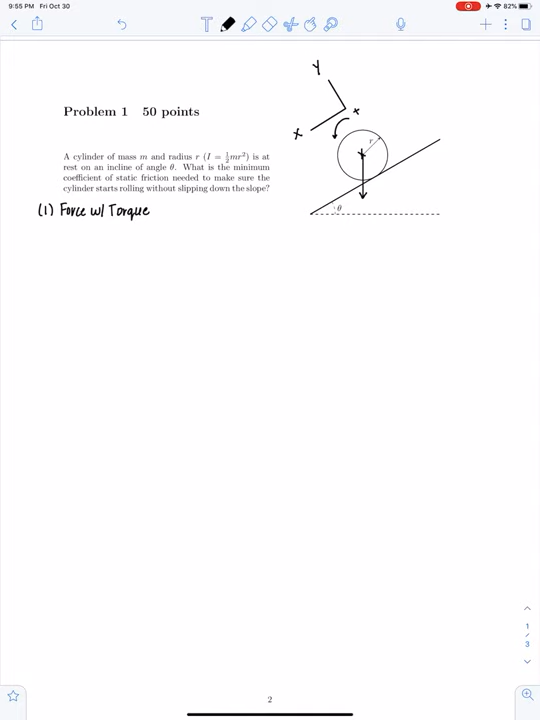 9:55 PM Fri Oct 30
82%
T
Problem 1 50 points
A cylinder of mass m and radius r (I = ½mr²) is at
rest on an incline of angle θ. What is the minimum
coefficient of static friction needed to make sure the
cylinder starts rolling without slipping down the slope?
(1) Force w/ Torque
Y
X
+
r
θ
1
/
3
2